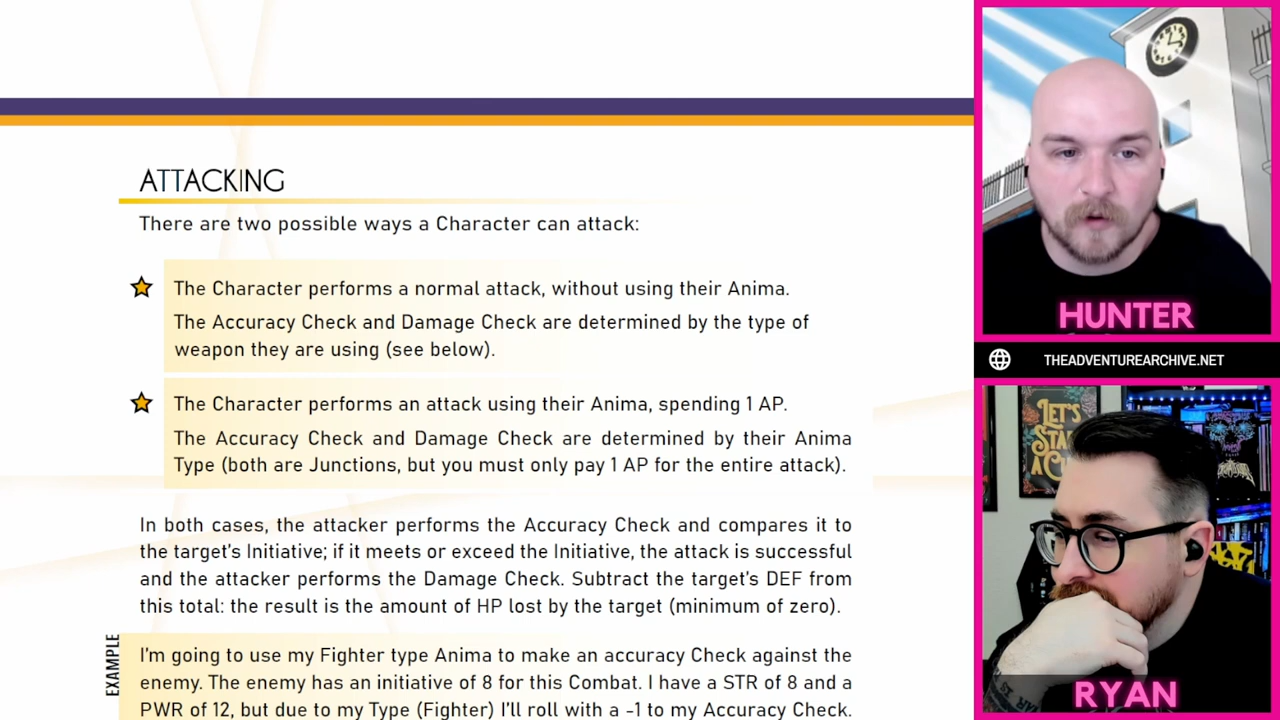 ATTACKING
There are two possible ways a Character can attack:
The Character performs a normal attack, without using their Anima.
The Accuracy Check and Damage Check are determined by the type of
weapon they are using (see below).
The Character performs an attack using their Anima, spending 1 AP.
The Accuracy Check and Damage Check are determined by their Anima
Type (both are Junctions, but you must only pay 1 AP for the entire attack).
In both cases, the attacker performs the Accuracy Check and compares it to
the target's Initiative; if it meets or exceed the Initiative, the attack is successful
and the attacker performs the Damage Check. Subtract the target's DEF from
this total: the result is the amount of HP lost by the target (minimum of zero).
EXAMPLE
I'm going to use my Fighter type Anima to make an accuracy Check against the
enemy. The enemy has an initiative of 8 for this Combat. I have a STR of 8 and a
PWR of 12, but due to my Type (Fighter) I'll roll with a -1 to my Accuracy Check.
HUNTER
THEADVENTUREARCHIVE.NET
LET'S
RYAN